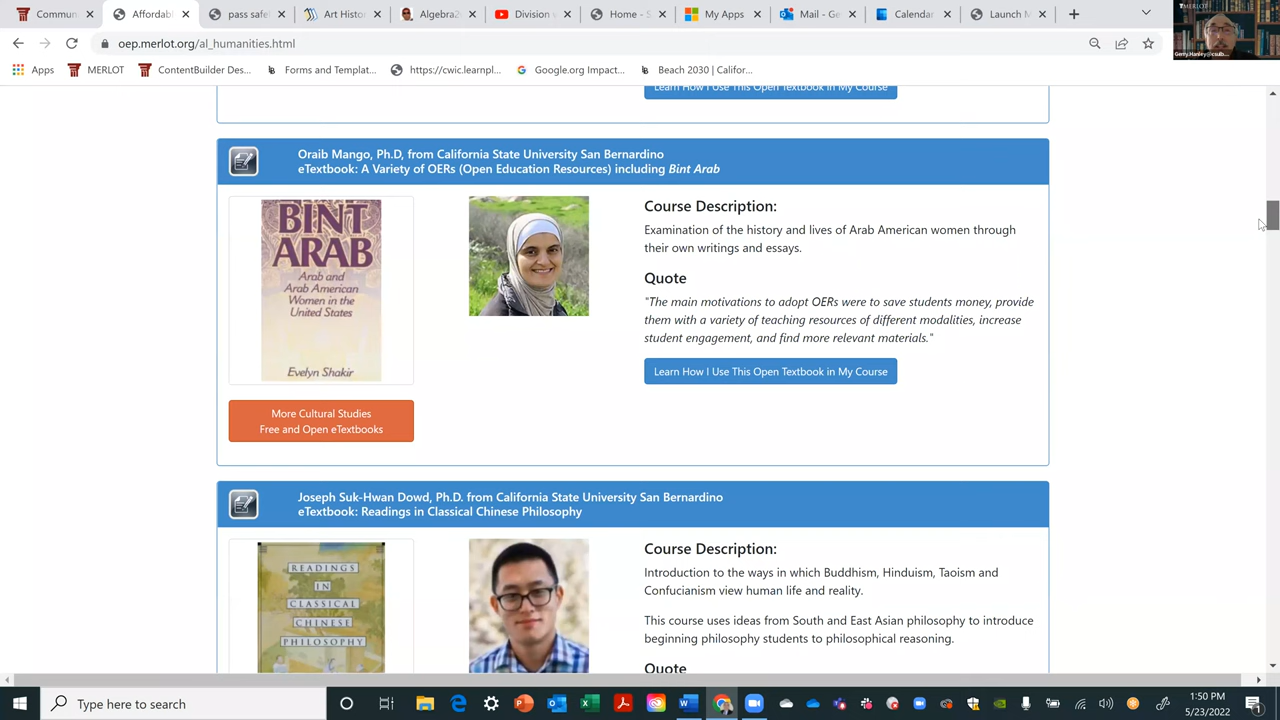 Commun
Affordabl
pass safel
Art Histo
Algebra2
Division v
Home - S
My Apps
Mail - Ge
Calendar
Launch M
oep.merlot.org/al_humanities.html
MERLOT
Apps
MERLOT
ContentBuilder Des...
Forms and Templat...
https://cwic.learnpl...
Google.org Impact...
Beach 2030 | Califor...
Learn How I Use This Open Textbook in My Course
Oraib Mango, Ph.D, from California State University San Bernardino
eTextbook: A Variety of OERs (Open Education Resources) including Bint Arab
BINT
ARAB
Arab and
Arab American
Women in the
United States
Evelyn Shakir
More Cultural Studies
Free and Open eTextbooks
Course Description:
Examination of the history and lives of Arab American women through
their own writings and essays.
Quote
"The main motivations to adopt OERs were to save students money, provide
them with a variety of teaching resources of different modalities, increase
student engagement, and find more relevant materials."
Learn How I Use This Open Textbook in My Course
Joseph Suk-Hwan Dowd, Ph.D. from California State University San Bernardino
eTextbook: Readings in Classical Chinese Philosophy
READINGS
IN
CLASSICAL
CHINESE
PHILOSOPHY
Course Description:
Introduction to the ways in which Buddhism, Hinduism, Taoism and
Confucianism view human life and reality.
This course uses ideas from South and East Asian philosophy to introduce
beginning philosophy students to philosophical reasoning.
Quote
Type here to search
1:50 PM
5/23/2022